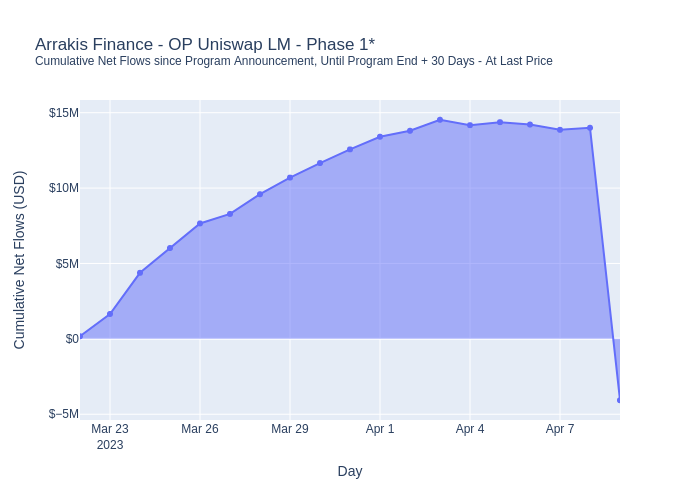 Arrakis Finance - OP Uniswap LM - Phase 1*
Cumulative Net Flows since Program Announcement, Until Program End + 30 Days - At Last Price
Cumulative Net Flows (USD)
$15M
$10M
$5M
$0
$−5M
Mar 23
2023
Mar 26
Mar 29
Apr 1
Apr 4
Apr 7
Day